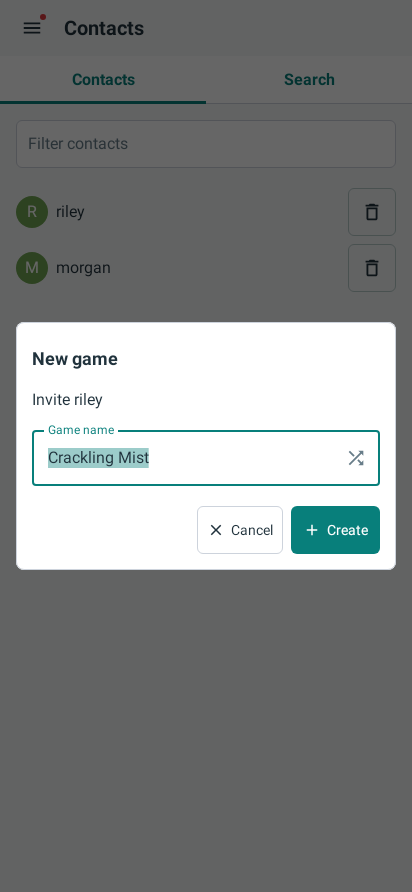 Contacts
Contacts
Search
Filter contacts
R
riley
M
morgan
New game
Invite riley
Game name
Crackling Mist
Cancel
Create